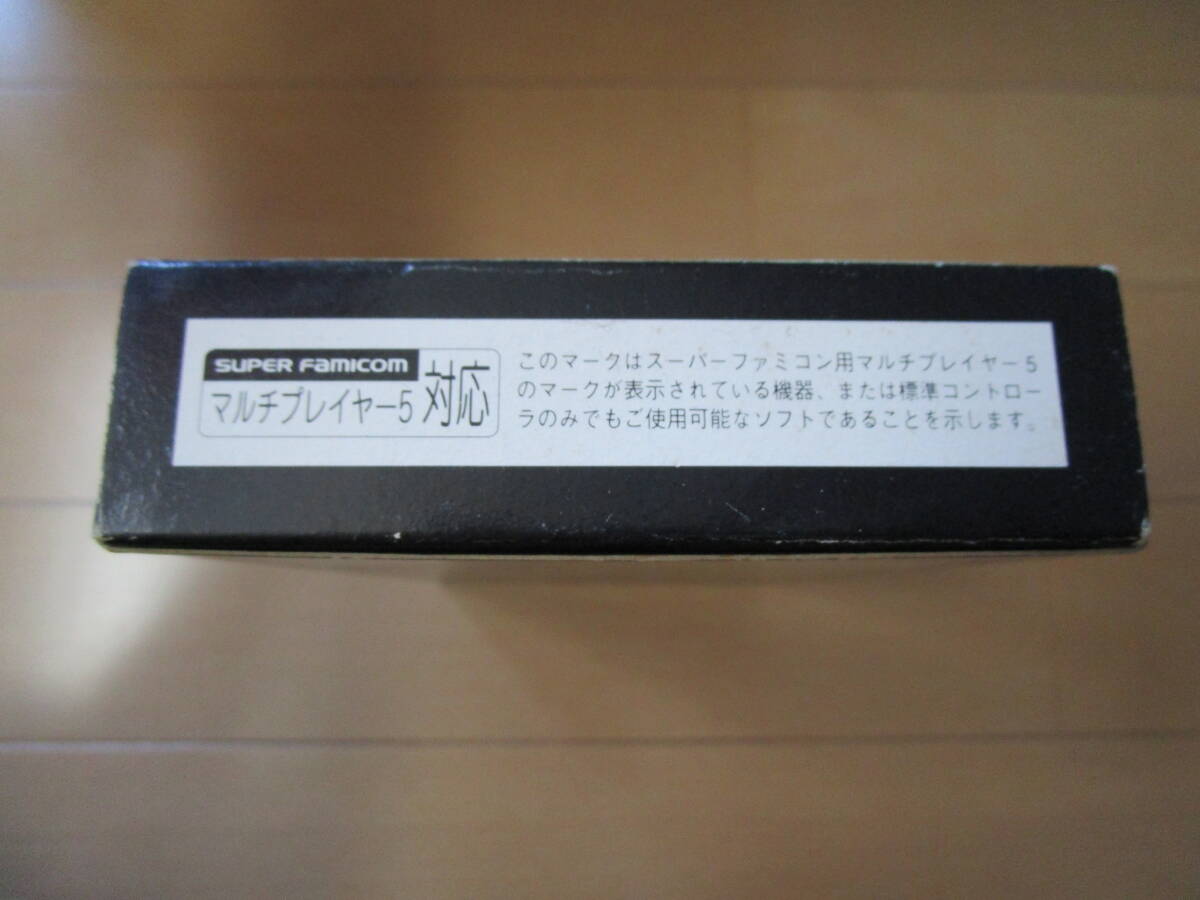 SUPER FAMICOM
マルチプレイヤー5 対応
このマークはスーパーファミコン用マルチプレイヤー5
のマークが表示されている機器、または標準コントロー
ラのみでもご使用可能なソフトであることを示します。